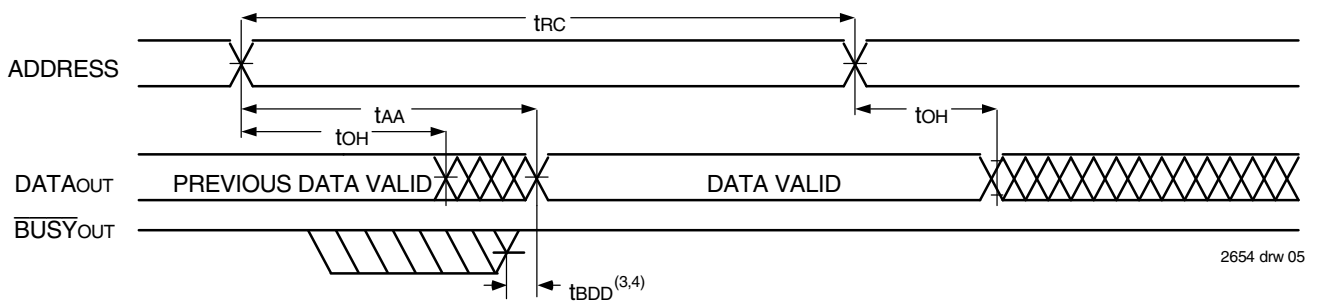 tRC
ADDRESS
tAA
tOH
tOH
DATAOUT
PREVIOUS DATA VALID
DATA VALID
BUSYOUT
2654 drw 05
tBDD(3,4)